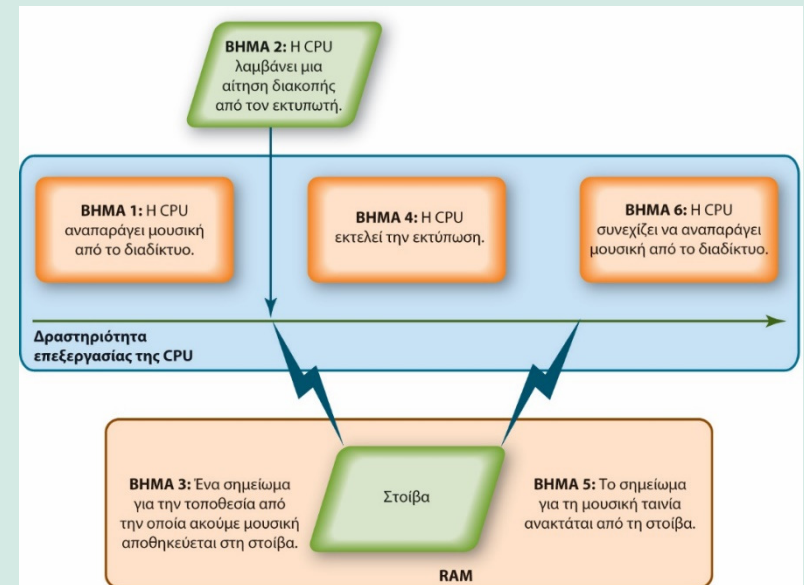 ΒΗΜΑ 2: Η CPU
λαμβάνει μια
αίτηση διακοπής
από τον εκτυπωτή.
ΒΗΜΑ 1: Η CPU
αναπαράγει μουσική
από το διαδίκτυο.
ΒΗΜΑ 4: Η CPU
εκτελεί την εκτύπωση.
ΒΗΜΑ 6: Η CPU
συνεχίζει να αναπαράγει
μουσική από το διαδίκτυο.
Δραστηριότητα
επεξεργασίας της CPU
ΒΗΜΑ 3: Ένα σημείωμα
για την τοποθεσία από
την οποία ακούμε μουσική
αποθηκεύεται στη στοίβα.
Στοίβα
ΒΗΜΑ 5: Το σημείωμα
για τη μουσική ταινία
ανακτάται από τη στοίβα.
RAM